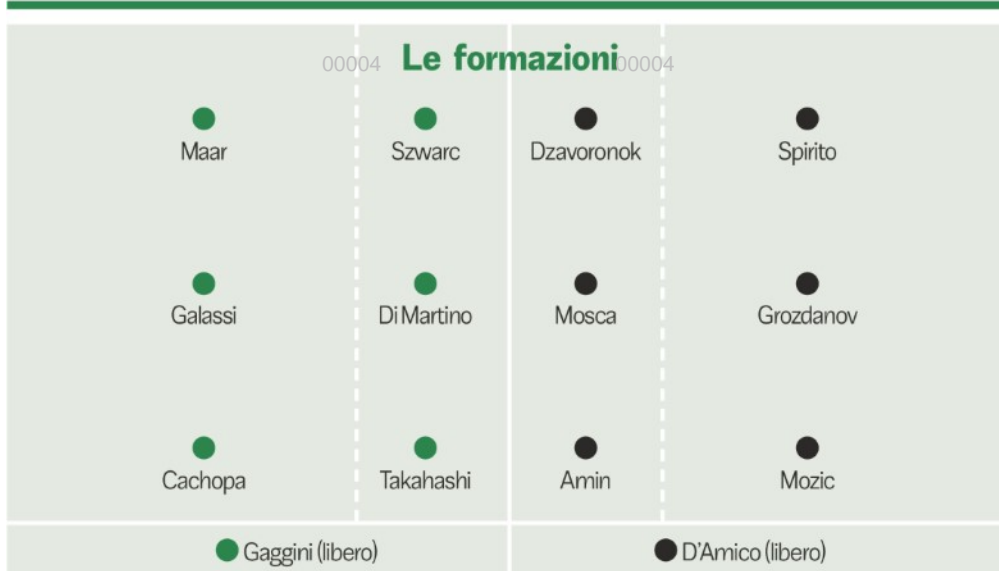 00004 Le formazioni 00004
Maar Szwarc Dzavoronok Spirito
Galassi Di Martino Mosca Grozdanov
Cachopa Takahashi Amin Mozic
Gaggini (libero) D'Amico (libero)